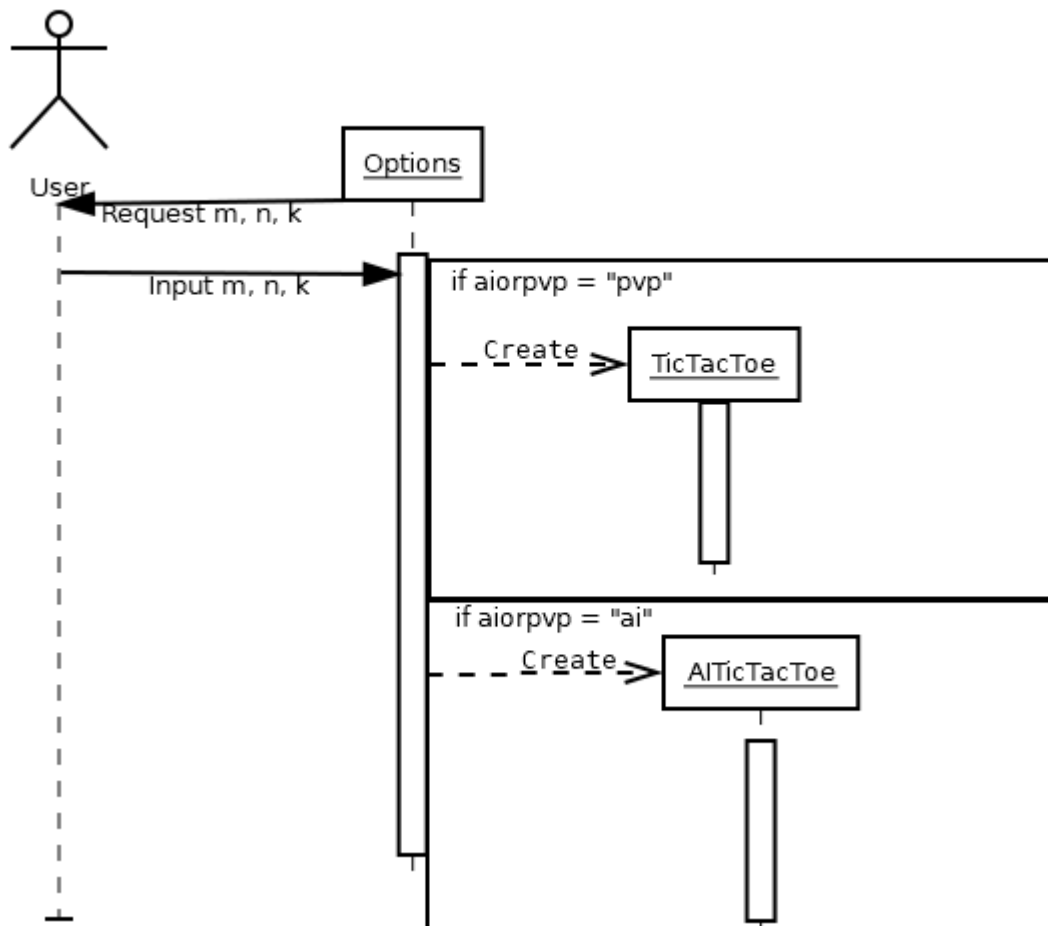 Options
User
Request m, n, k
Input m, n, k
if aiorpvp = "pvp"
Create
TicTacToe
if aiorpvp = "ai"
Create
AITicTacToe